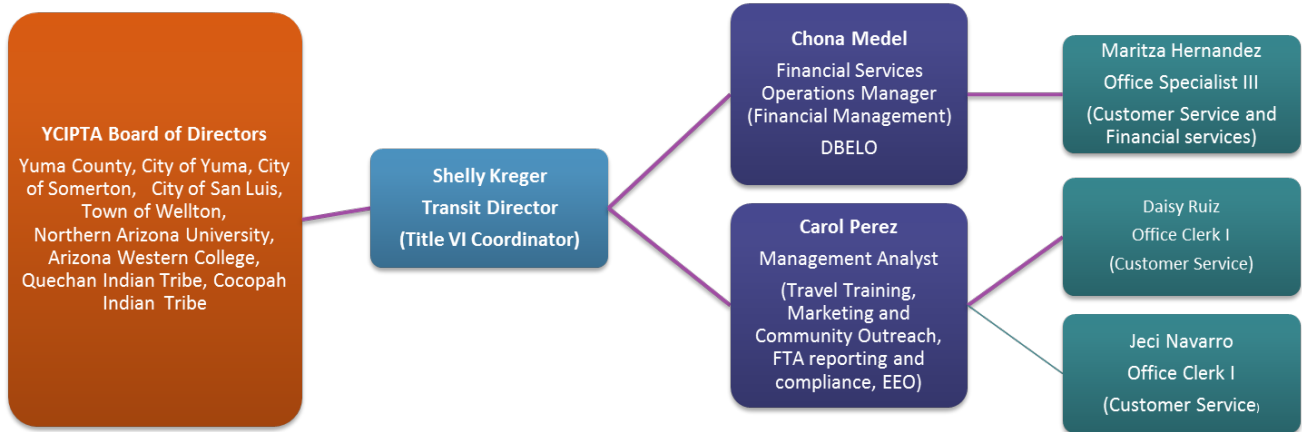 YCIPTA Board of Directors
Yuma County, City of Yuma, City
of Somerton, City of San Luis,
Town of Wellton,
Northern Arizona University,
Arizona Western College,
Quechan Indian Tribe, Cocopah
Indian Tribe
Shelly Kreger
Transit Director
(Title VI Coordinator)
Chona Medel
Financial Services
Operations Manager
(Financial Management)
DBELO
Carol Perez
Management Analyst
(Travel Training,
Marketing and
Community Outreach,
FTA reporting and
compliance, EEO)
Maritza Hernandez
Office Specialist III
(Customer Service and
Financial services)
Daisy Ruiz
Office Clerk I
(Customer Service)
Jeci Navarro
Office Clerk I
(Customer Service)